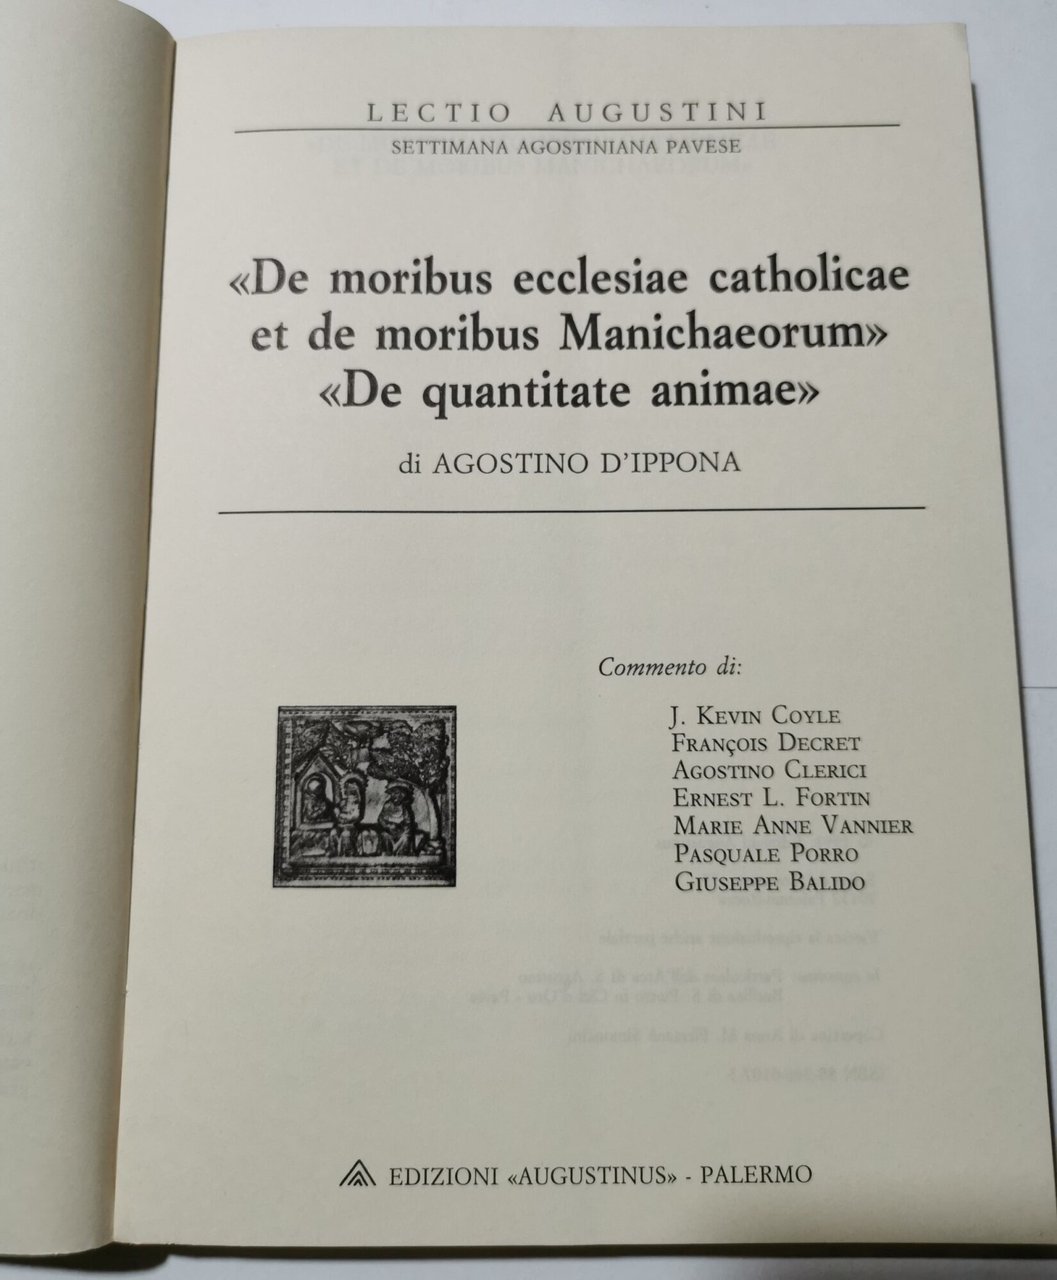 LECTIO AUGUSTINI
SETTIMANA AGOSTINIANA PAVESE
«De moribus ecclesiae catholicae
et de moribus Manichaeorum»
«De quantitate animae»
di AGOSTINO D'IPPONA
Commento di:
J. KEVIN COYLE
FRANÇOIS DECRET
AGOSTINO CLERICI
ERNEST L. FORTIN
MARIE ANNE VANNIER
PASQUALE PORRO
GIUSEPPE BALIDO
EDIZIONI «AUGUSTINUS» - PALERMO